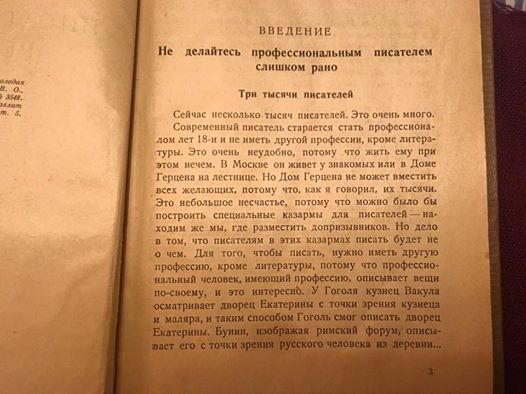 ВВЕДЕНИЕ
Не делайтесь профессиональным писателем
слишком рано
Три тысячи писателей
Сейчас несколько тысяч писателей. Это очень много.
Современный писатель старается стать профессиона-
лом лет 18-и и не иметь другой профессии, кроме литера-
туры. Это очень неудобно, потому что жить ему при
этом нечем. В Москве он живет у знакомых или в Доме
Герцена на лестнице. Но Дом Герцена не может вместить
всех желающих, потому что, как я говорил, их тысячи.
Это небольшое несчастье, потому что можно было бы
построить специальные казармы для писателей — на-
ходим же мы, где разместить допризывников. Но дело
в том, что писателям в этих казармах писать будет не
о чем. Для того, чтобы писать, нужно иметь другую
профессию, кроме литературы, потому что профессио-
нальный человек, имеющий профессию, описывает вещи
по-своему, и это интересно. У Гоголя кузнец Вакула
осматривает дворец Екатерины с точки зрения кузнеца
и маляра, и таким способом Гоголь смог описать дворец
Екатерины. Бунин, изображая римский форум, описы-
вает его с точки зрения русского человека из деревни...
3
олодая
В. О.,
№ 3548.
авлит
т. 5.